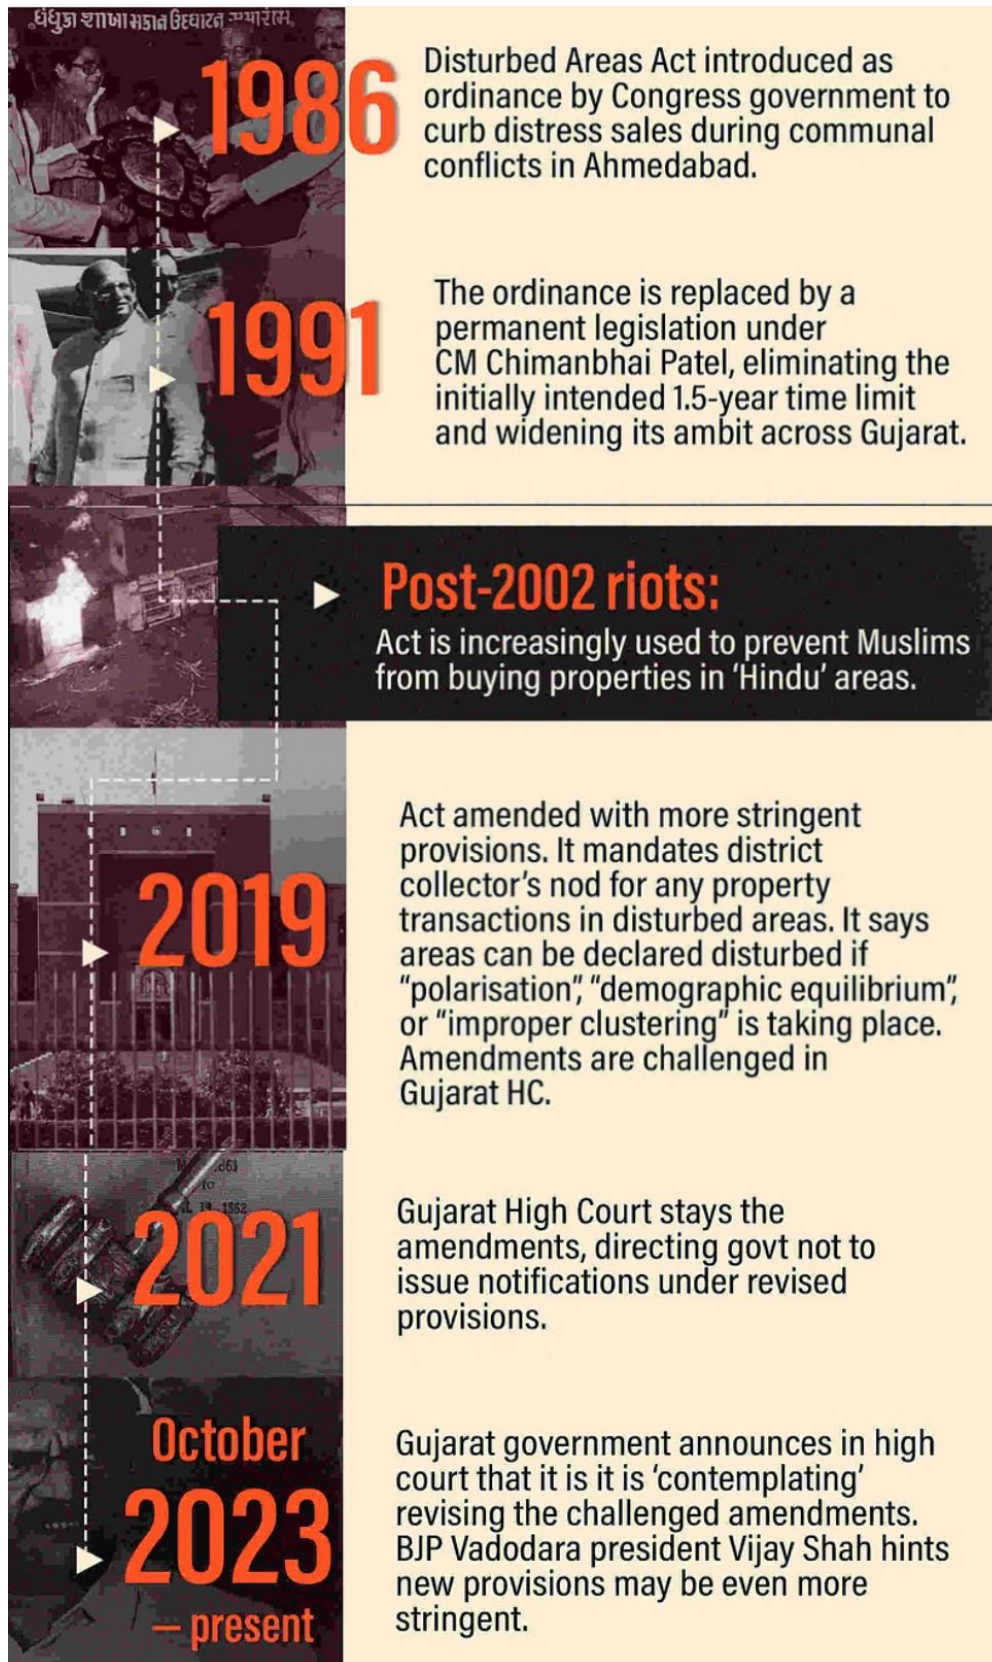 ધંધુકા શાખા મકાન ઉદઘાટન સમારંભ
1986
Disturbed Areas Act introduced as
ordinance by Congress government to
curb distress sales during communal
conflicts in Ahmedabad.
1991
The ordinance is replaced by a
permanent legislation under
CM Chimanbhai Patel, eliminating the
initially intended 1.5-year time limit
and widening its ambit across Gujarat.
Post-2002 riots:
Act is increasingly used to prevent Muslims
from buying properties in ‘Hindu’ areas.
2019
Act amended with more stringent
provisions. It mandates district
collector’s nod for any property
transactions in disturbed areas. It says
areas can be declared disturbed if
“polarisation”, “demographic equilibrium”,
or “improper clustering” is taking place.
Amendments are challenged in
Gujarat HC.
19, 1962
2021
Gujarat High Court stays the
amendments, directing govt not to
issue notifications under revised
provisions.
October
2023
– present
Gujarat government announces in high
court that it is it is ‘contemplating’
revising the challenged amendments.
BJP Vadodara president Vijay Shah hints
new provisions may be even more
stringent.